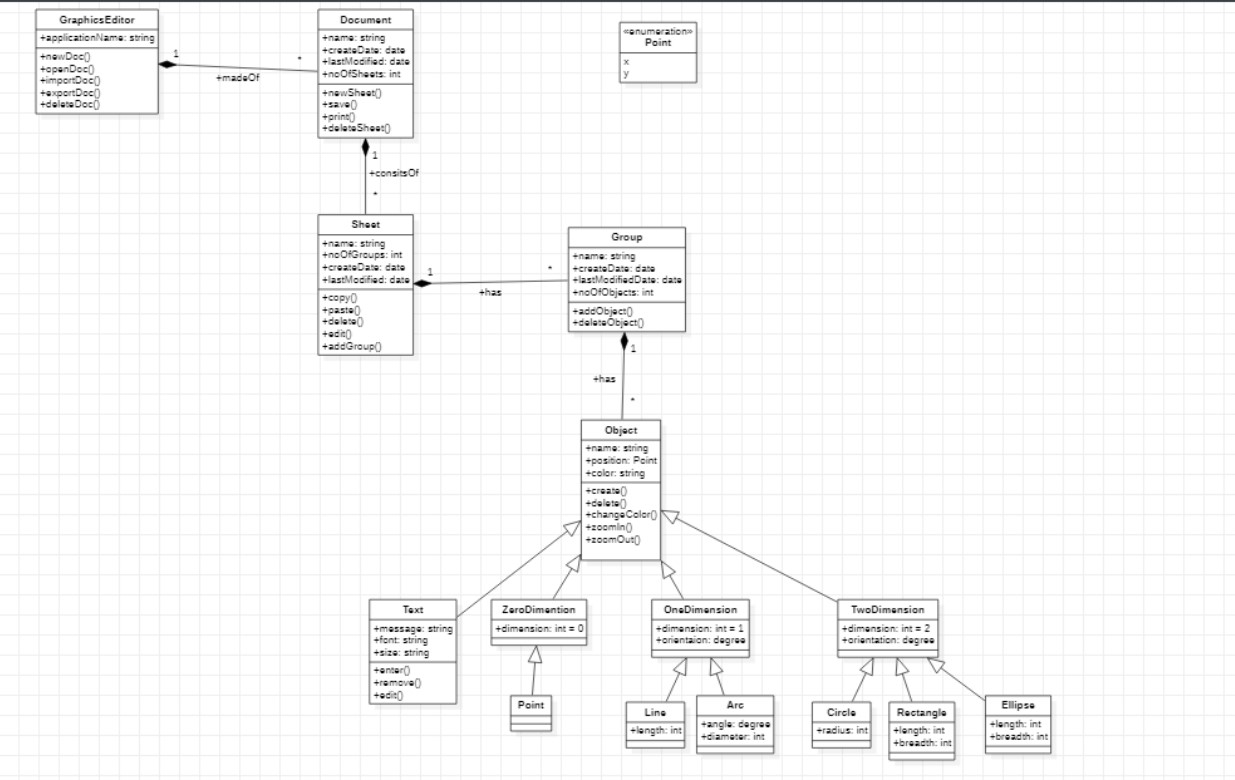 GraphicsEditor
+applicationName: string
+newDoc()
+openDoc()
+importDoc()
+exportDoc()
+deleteDoc()
1
*
+madeOf
Document
+name: string
+createDate: date
+lastModified: date
+noOfSheets: int
+newSheet()
+save()
+print()
+deleteSheet()
«enumeration»
Point
x
y
1
+consitsOf
*
Sheet
+name: string
+noOfGroups: int
+createDate: date
+lastModified: date
+copy()
+paste()
+delete()
+edit()
+addGroup()
1
*
+has
Group
+name: string
+createDate: date
+lastModifiedDate: date
+noOfObjects: int
+addObject()
+deleteObject()
1
+has
*
Object
+name: string
+position: Point
+color: string
+create()
+delete()
+changeColor()
+zoomIn()
+zoomOut()
Text
+message: string
+font: string
+size: string
+enter()
+remove()
+edit()
ZeroDimention
+dimension: int = 0
OneDimension
+dimension: int = 1
+orientaion: degree
TwoDimension
+dimension: int = 2
+orientation: degree
Point
Line
+length: int
Arc
+angle: degree
+diameter: int
Circle
+radius: int
Rectangle
+length: int
+breadth: int
Ellipse
+length: int
+breadth: int